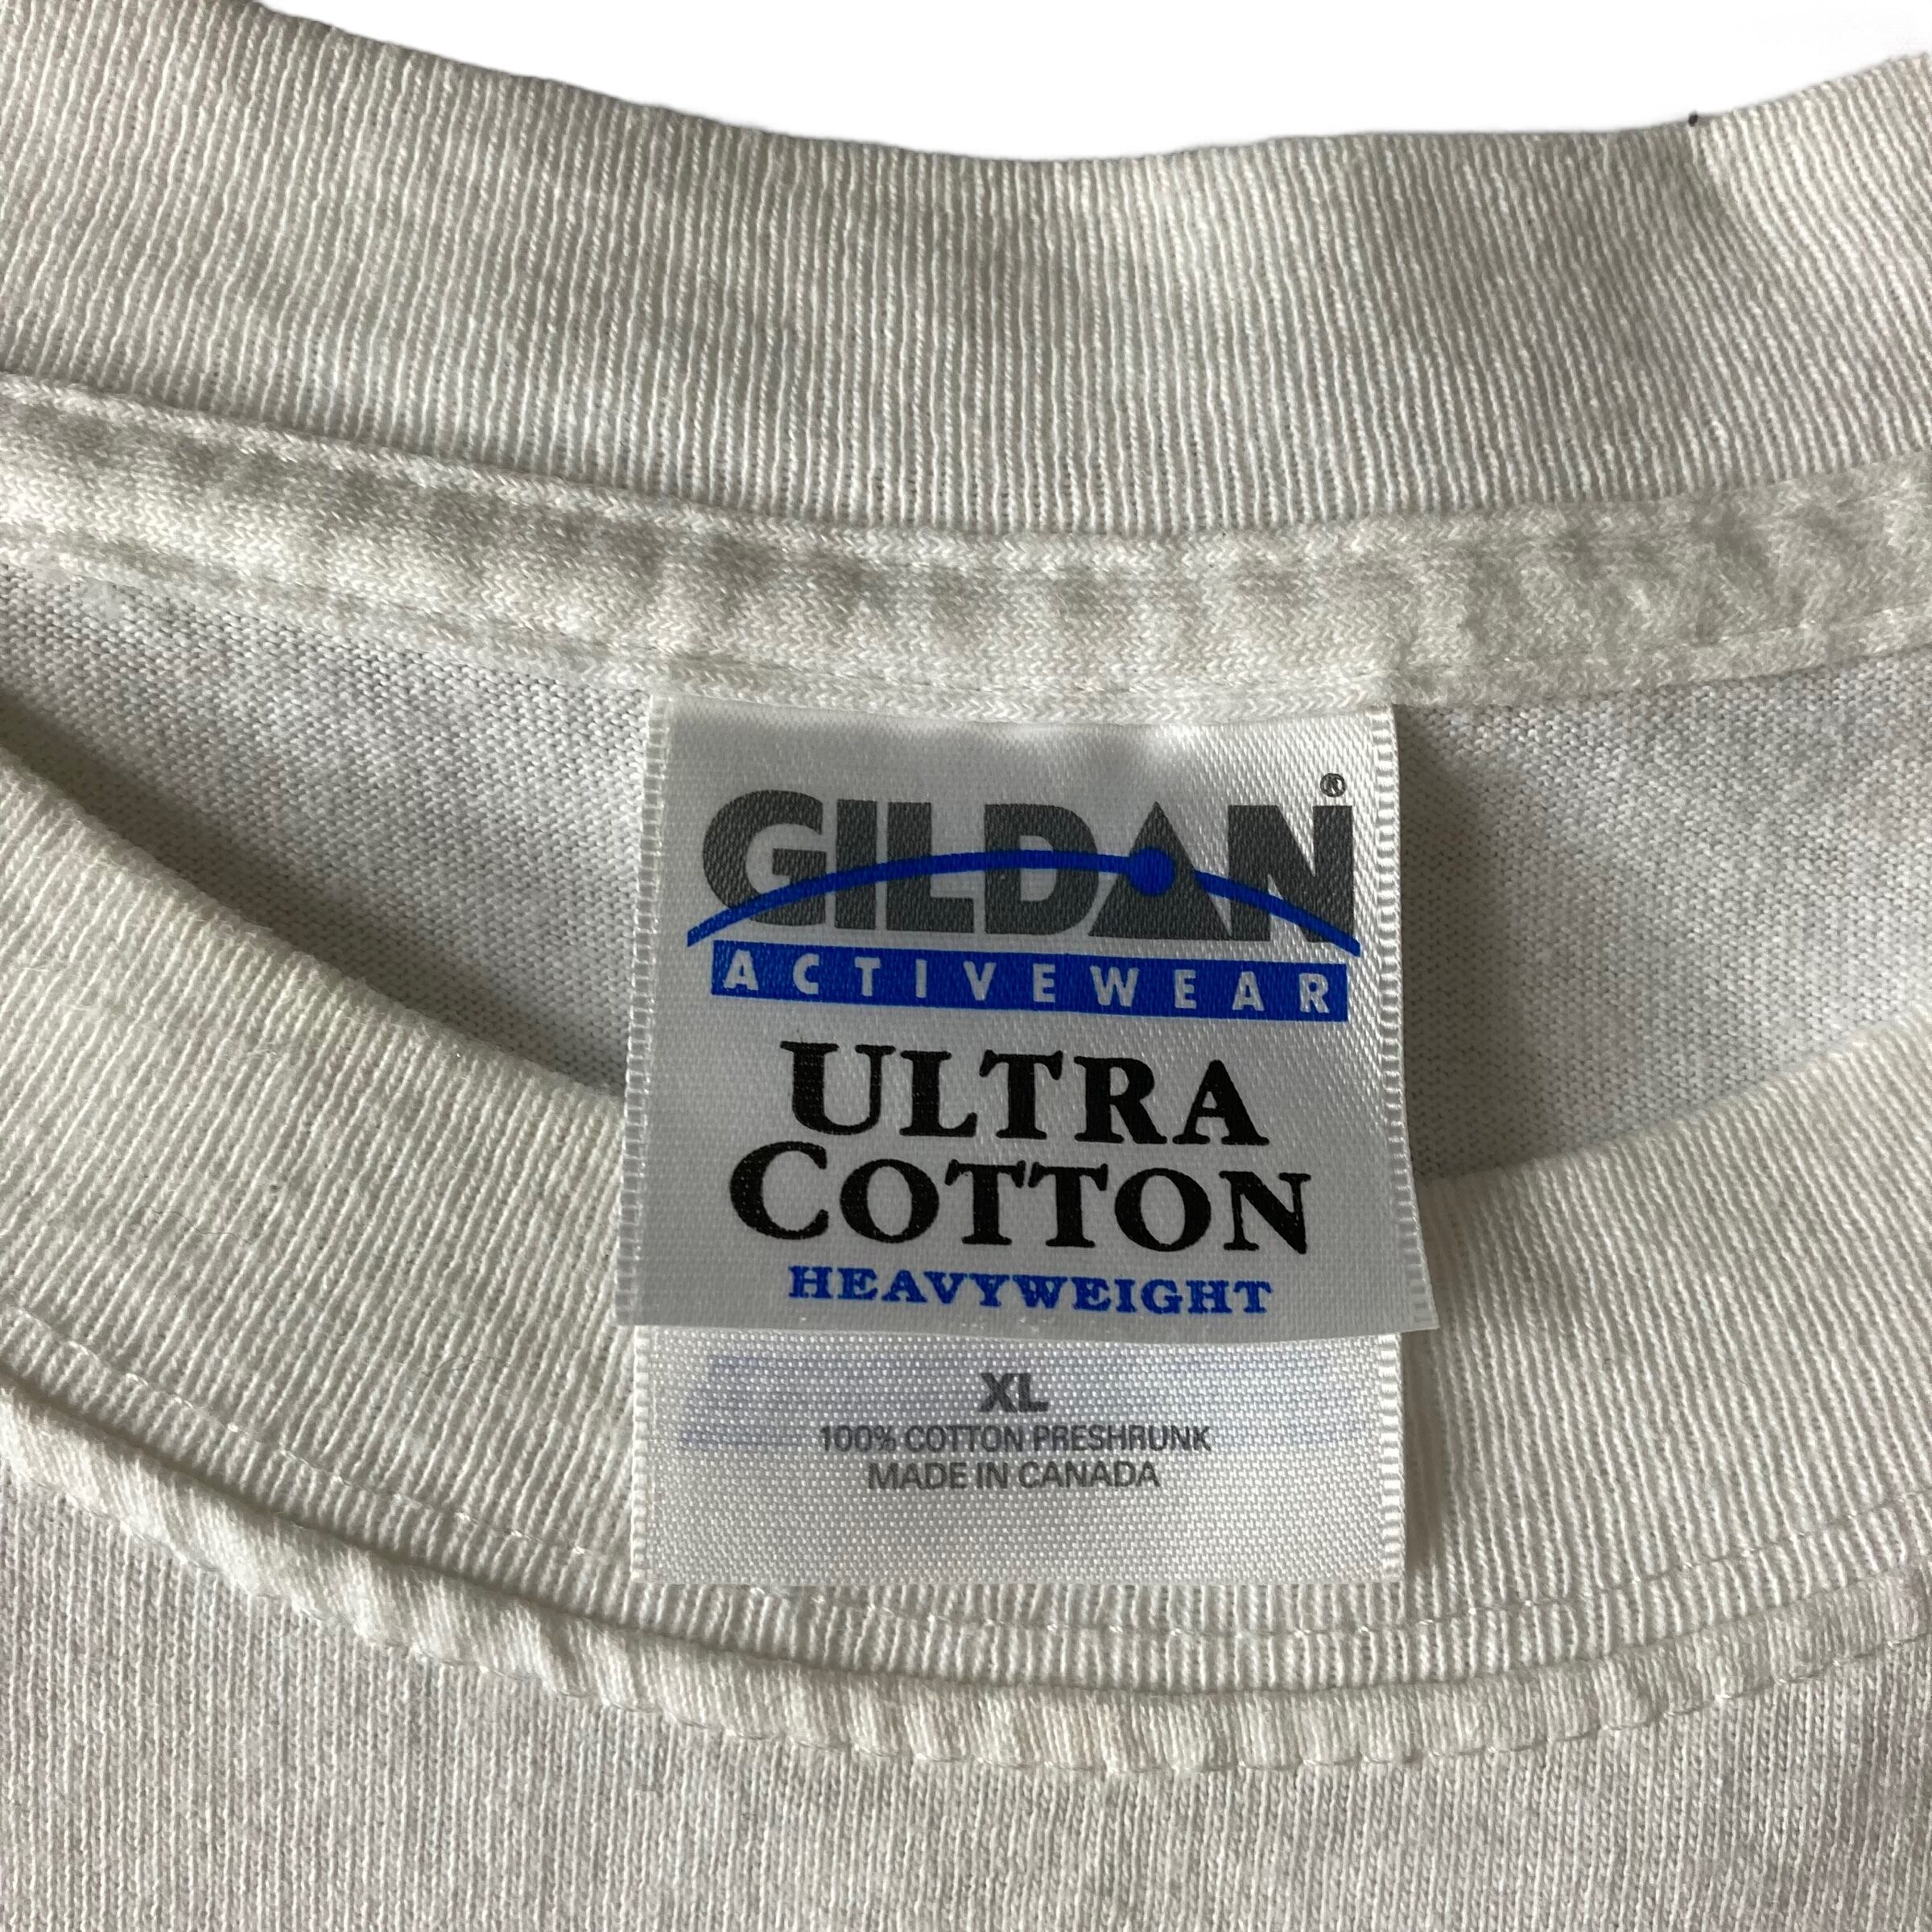 GILDAN®
ACTIVEWEAR
ULTRA
COTTON
HEAVYWEIGHT
XL
100% COTTON PRESHRUNK
MADE IN CANADA